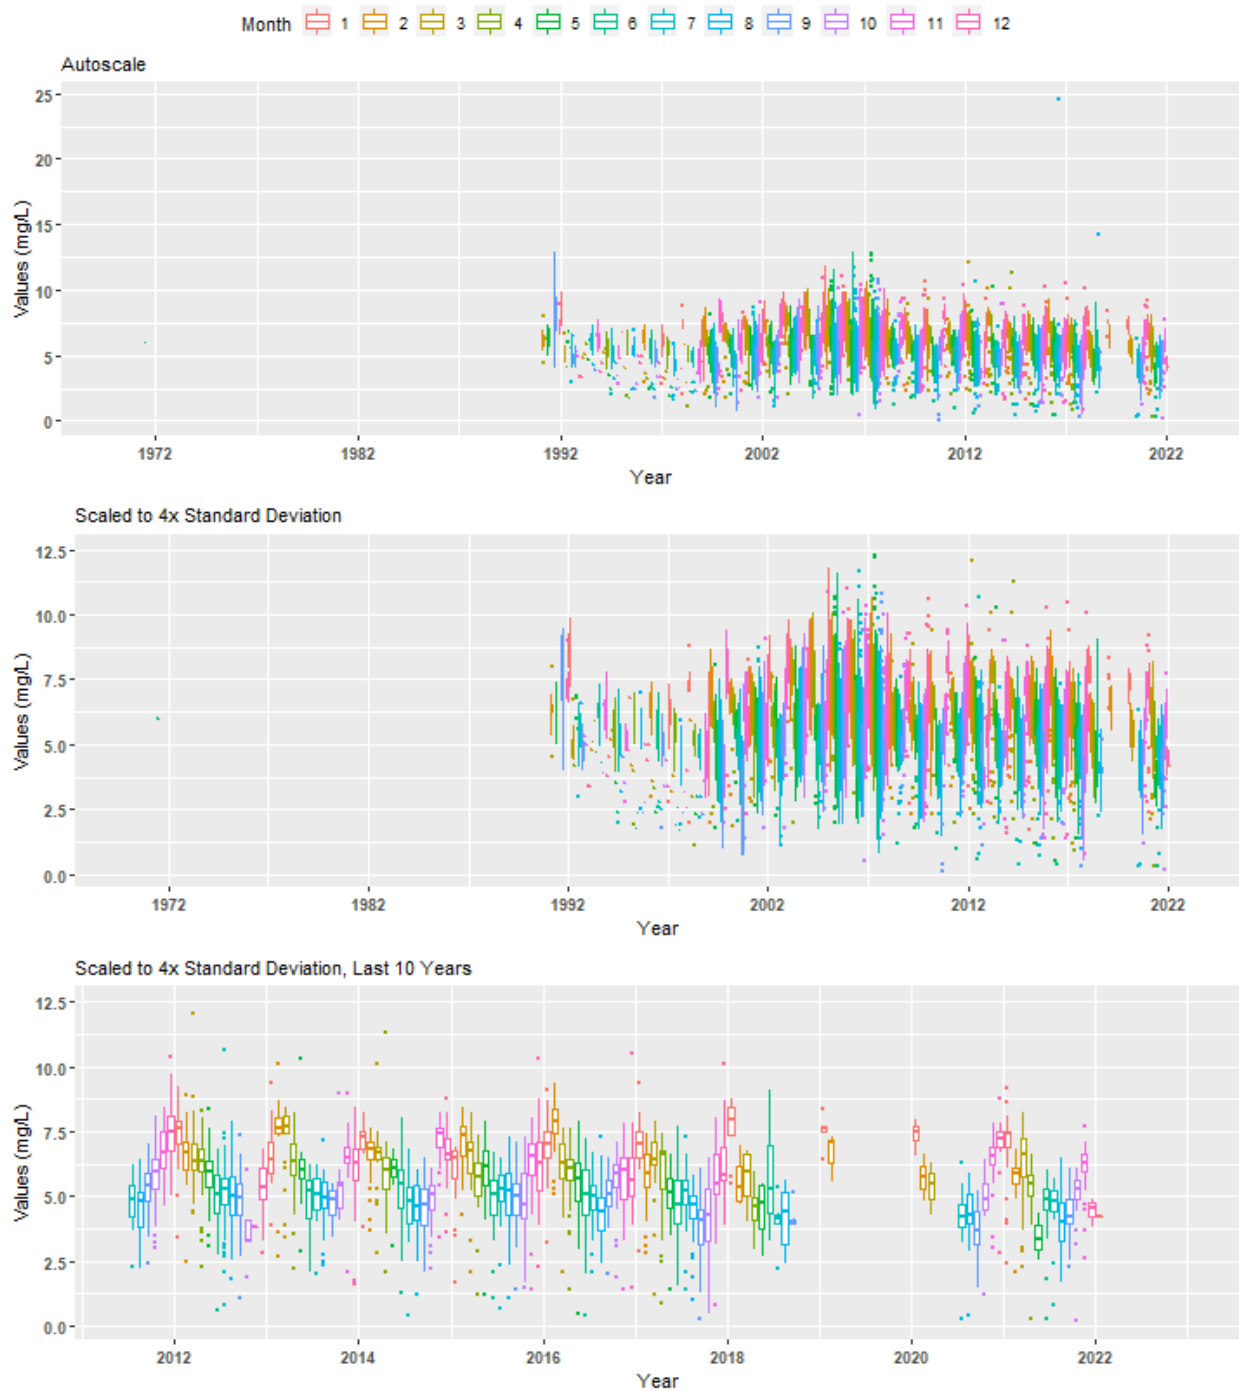 Month 1 2 3 4 5 6 7 8 9 10 11 12
Autoscale
25
20
15
10
5
0
Values (mg/L)
1972 1982 1992 2002 2012 2022
Year
Scaled to 4x Standard Deviation
12.5
10.0
7.5
5.0
2.5
0.0
Values (mg/L)
1972 1982 1992 2002 2012 2022
Year
Scaled to 4x Standard Deviation, Last 10 Years
12.5
10.0
7.5
5.0
2.5
0.0
Values (mg/L)
2012 2014 2016 2018 2020 2022
Year